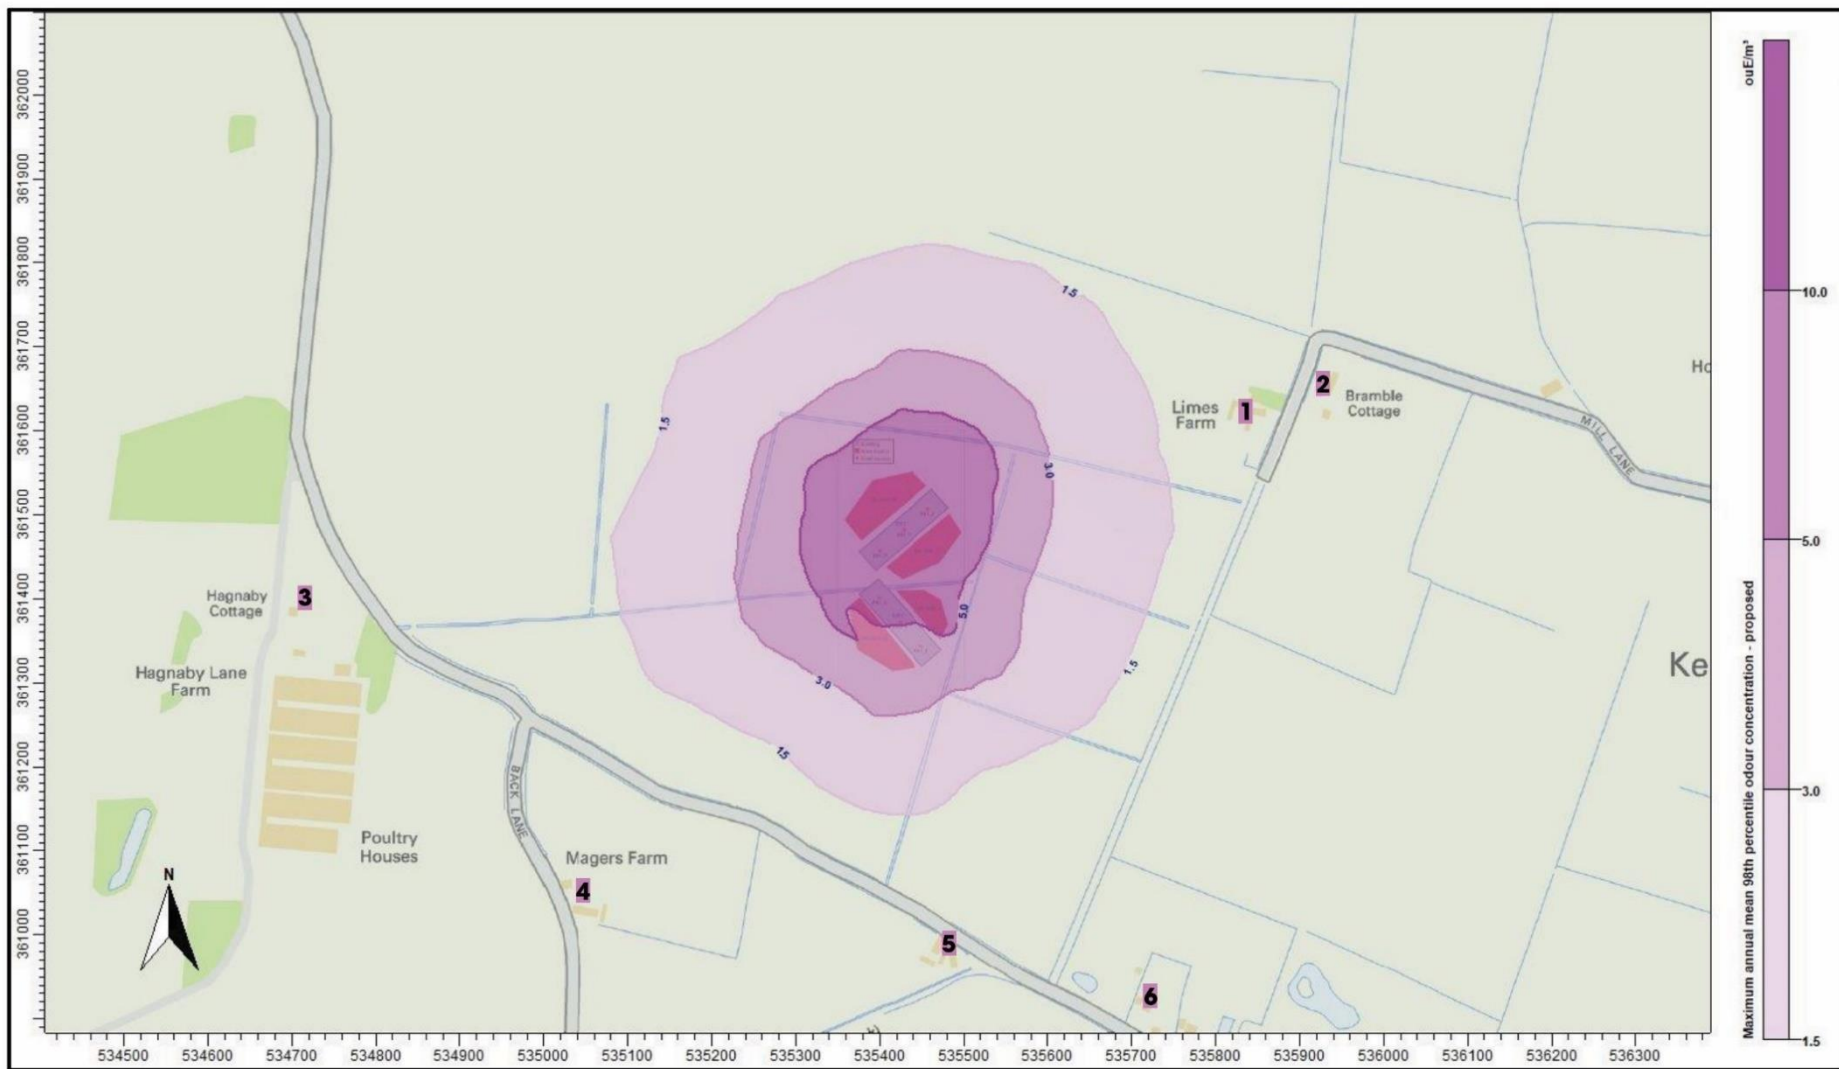 362000
361900
361800
361700
361600
361500
361400
361300
361200
361100
361000
534500
534600
534700
534800
534900
535000
535100
535200
535300
535400
535500
535600
535700
535800
535900
536000
536100
536200
536300
1.5
1.5
3.0
5.0
1.5
3.0
1.5
Limes
Farm
1
2
Bramble
Cottage
Ho
MILL LANE
Ke
Hagnaby
Cottage
3
Hagnaby Lane
Farm
Poultry
Houses
BACK LANE
Magers Farm
4
5
6
N
ouE/m³
Maximum annual mean 98th percentile odour concentration - proposed
10.0
5.0
3.0
1.5